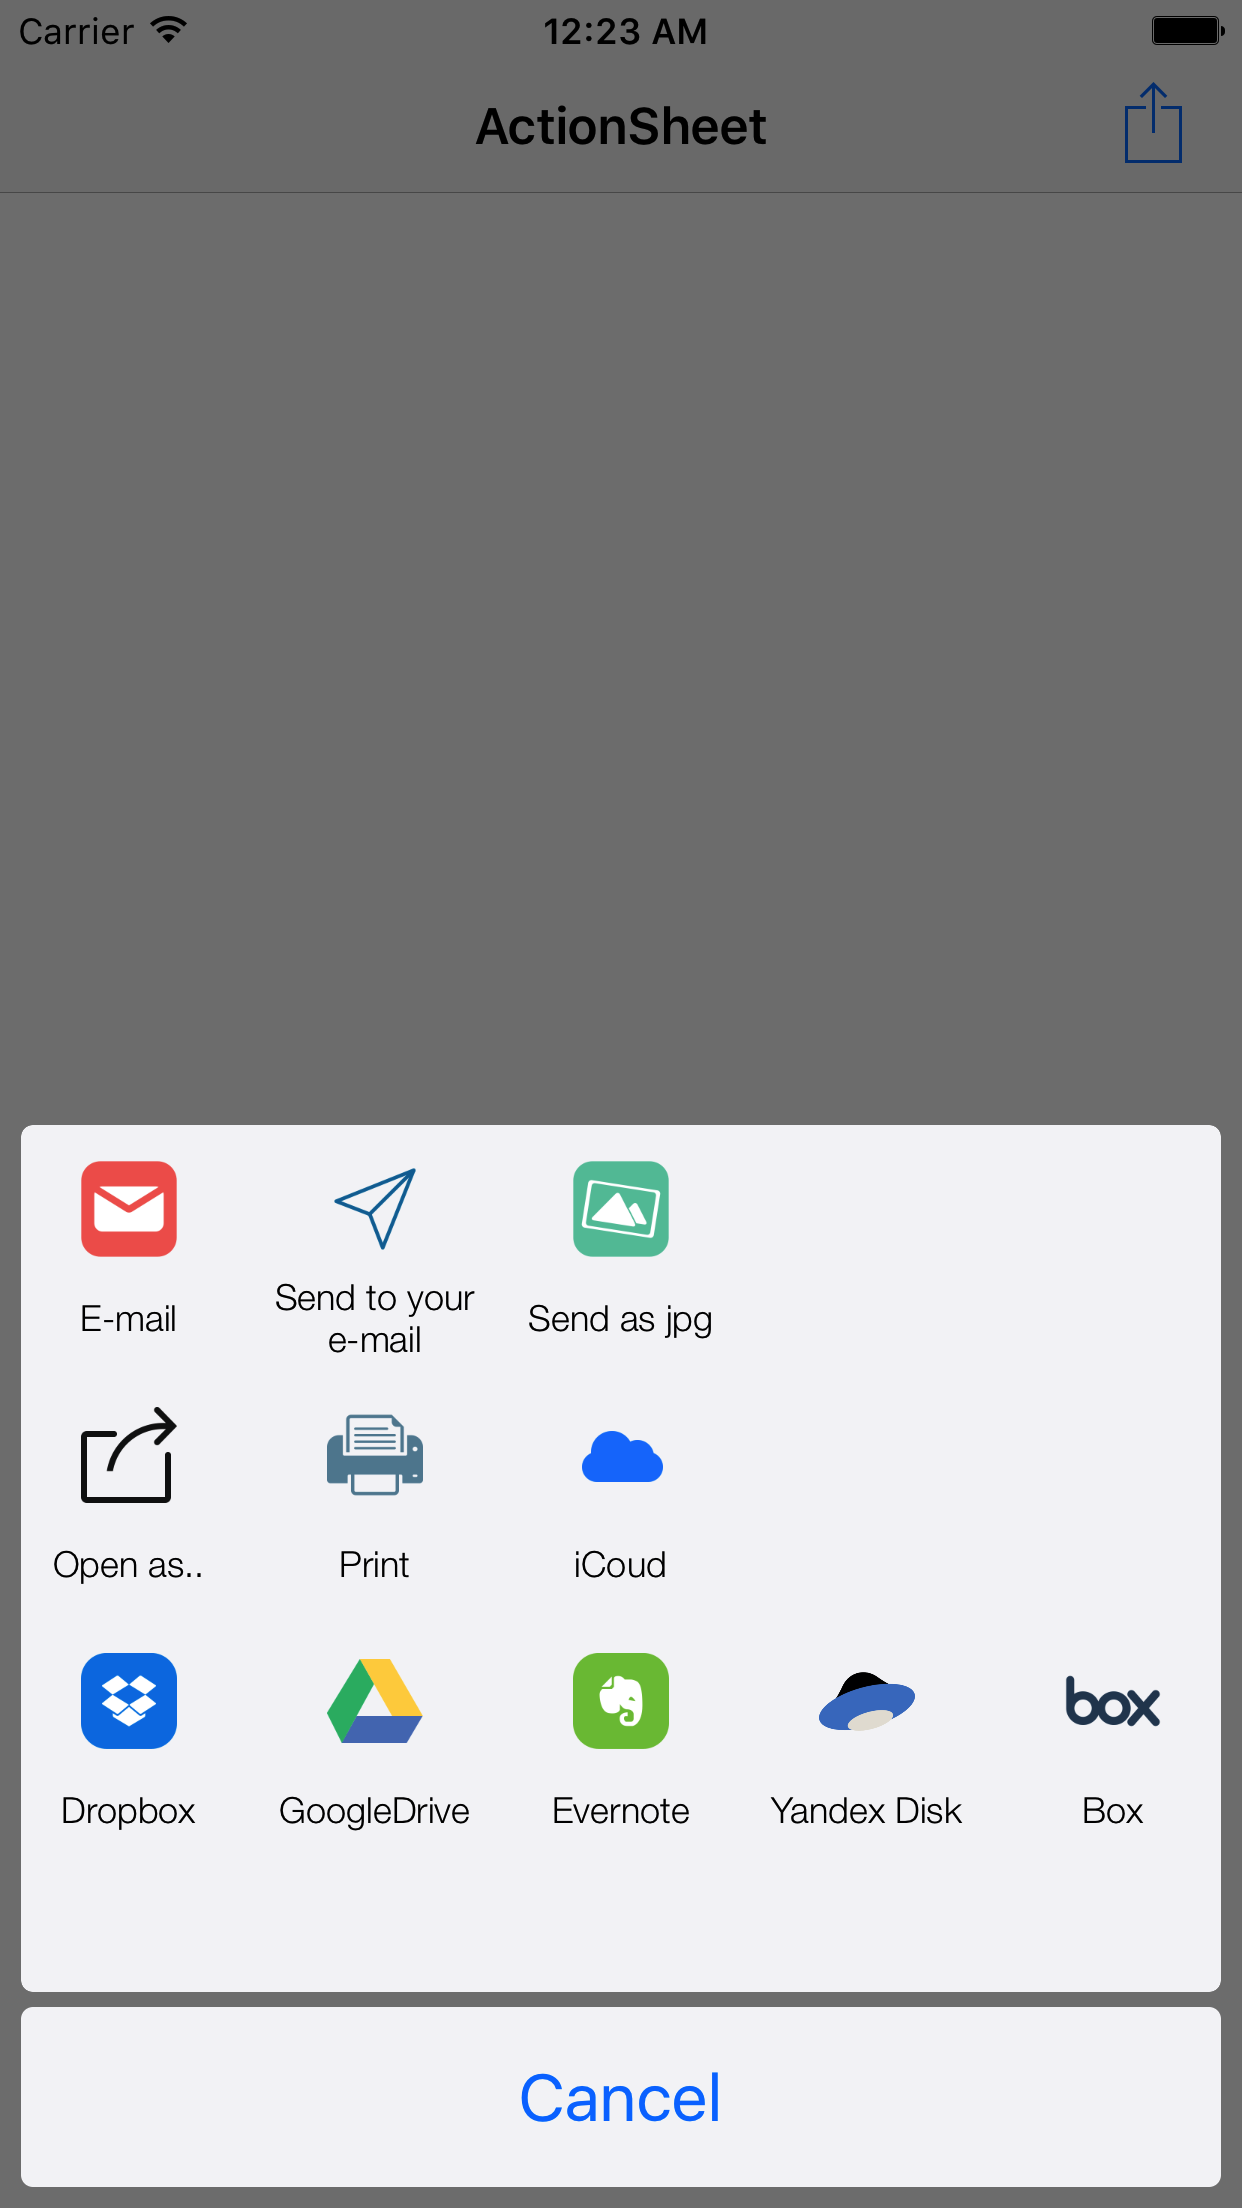 Carrier 12:23 AM
ActionSheet
E-mail
Send to your
e-mail
Send as jpg
Open as..
Print
iCoud
box
Dropbox
GoogleDrive
Evernote
Yandex Disk
Box
Cancel